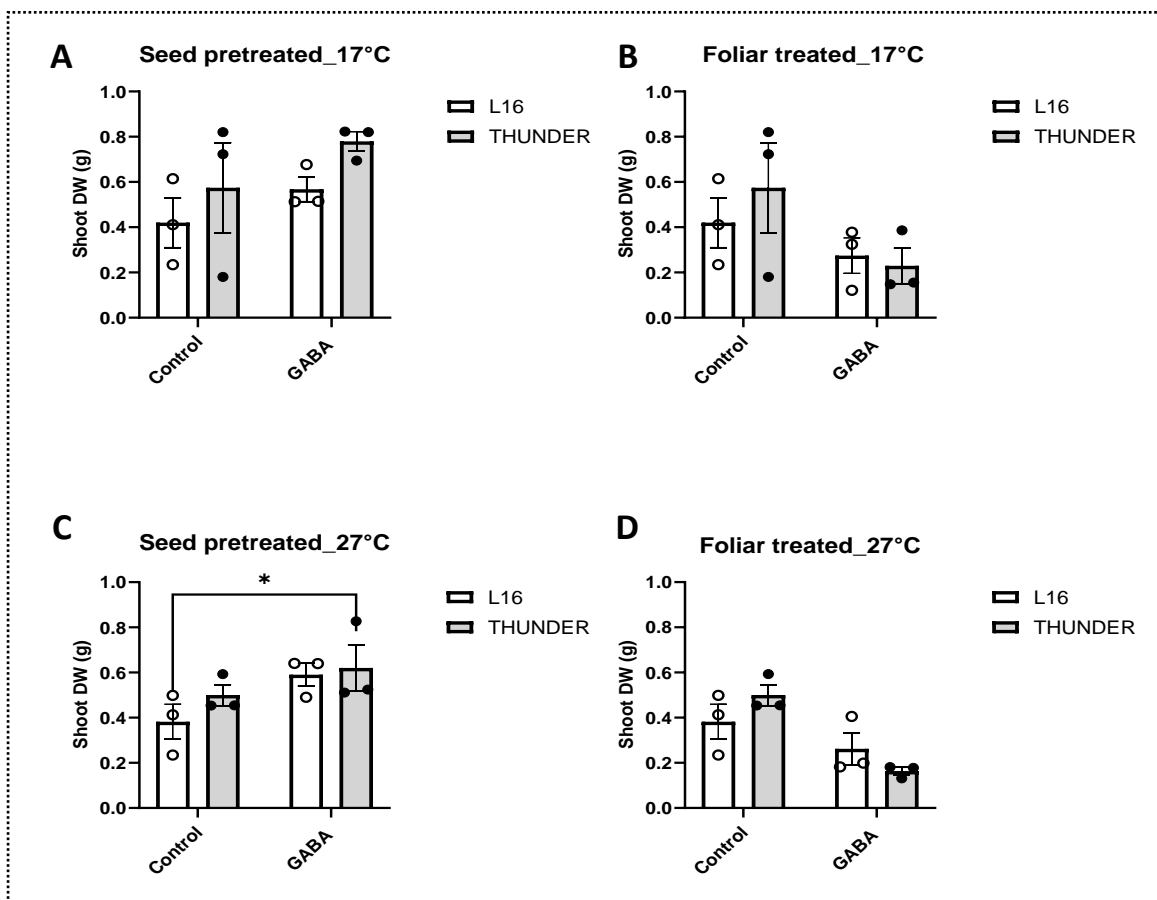 A
Seed pretreated_17°C
Shoot DW (g)
1.0
0.8
0.6
0.4
0.2
0.0
Control
GABA
L16
THUNDER
B
Foliar treated_17°C
Shoot DW (g)
1.0
0.8
0.6
0.4
0.2
0.0
Control
GABA
L16
THUNDER
C
Seed pretreated_27°C
Shoot DW (g)
1.0
0.8
0.6
0.4
0.2
0.0
*
Control
GABA
L16
THUNDER
D
Foliar treated_27°C
Shoot DW (g)
1.0
0.8
0.6
0.4
0.2
0.0
Control
GABA
L16
THUNDER